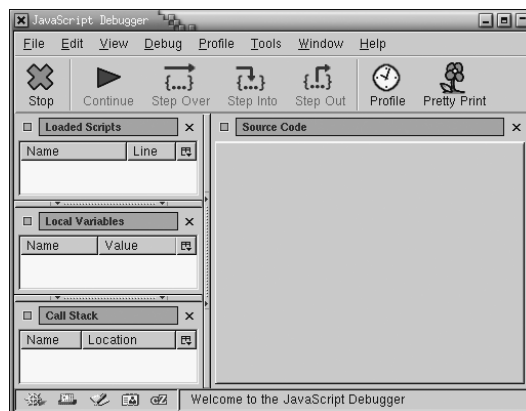 JavaScript Debugger
File Edit View Debug Profile Tools Window Help
Stop Continue Step Over Step Into Step Out Profile Pretty Print
Loaded Scripts
Name Line
Local Variables
Name Value
Call Stack
Name Location
Source Code
Welcome to the JavaScript Debugger